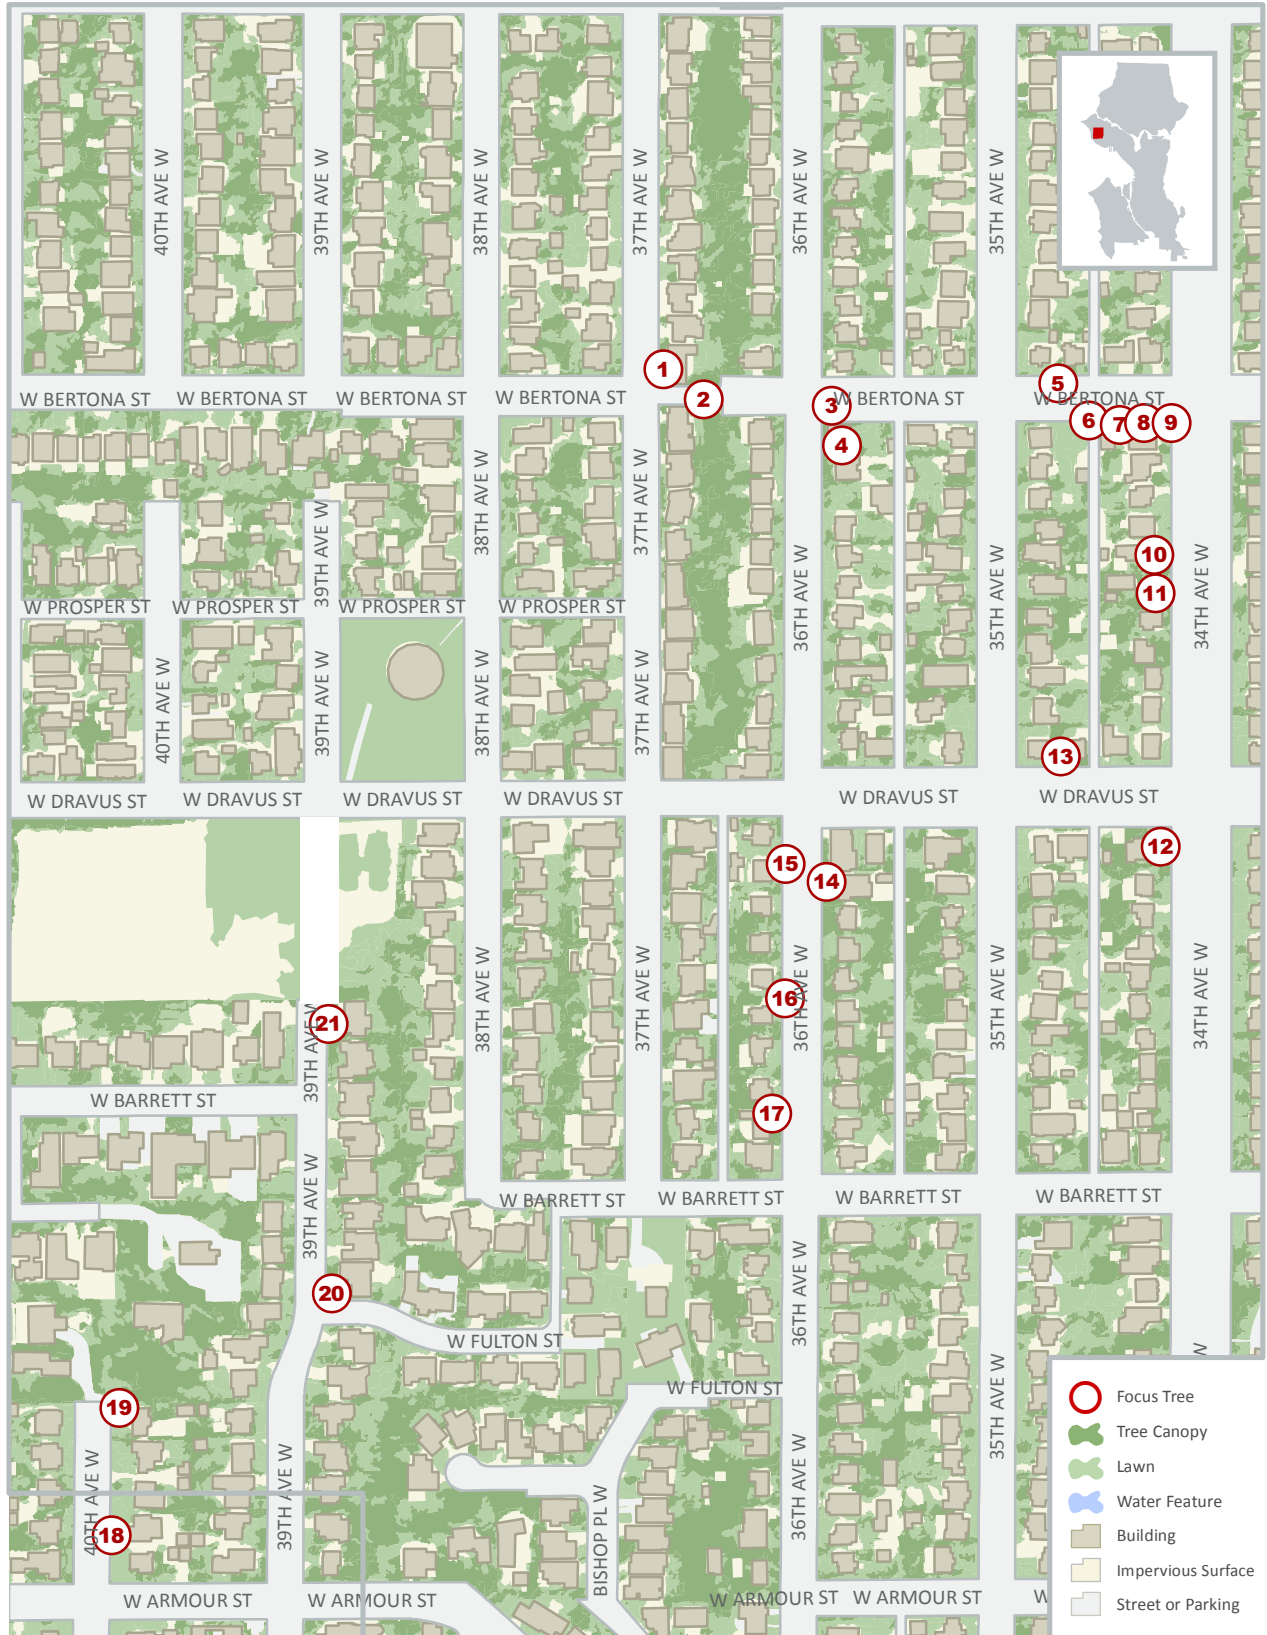 40TH AVE W
39TH AVE W
38TH AVE W
37TH AVE W
36TH AVE W
35TH AVE W
1
2
3
4
5
6
7
8
9
W BERTONA ST
W BERTONA ST
W BERTONA ST
W BERTONA ST
W BERTONA ST
W BERTONA ST
39TH AVE W
38TH AVE W
37TH AVE W
36TH AVE W
35TH AVE W
34TH AVE W
10
11
W PROSPER ST
W PROSPER ST
W PROSPER ST
W PROSPER ST
40TH AVE W
39TH AVE W
38TH AVE W
37TH AVE W
13
W DRAVUS ST
W DRAVUS ST
W DRAVUS ST
W DRAVUS ST
W DRAVUS ST
W DRAVUS ST
12
15
14
16
17
21
39TH AVE W
38TH AVE W
37TH AVE W
36TH AVE W
35TH AVE W
34TH AVE W
W BARRETT ST
W BARRETT ST
W BARRETT ST
W BARRETT ST
W BARRETT ST
39TH AVE W
36TH AVE W
20
W FULTON ST
W FULTON ST
W
19
18
40TH AVE W
39TH AVE W
BISHOP PL W
36TH AVE W
35TH AVE W
W ARMOUR ST
W ARMOUR ST
W ARMOUR ST
W ARMOUR ST
W
Focus Tree
Tree Canopy
Lawn
Water Feature
Building
Impervious Surface
Street or Parking